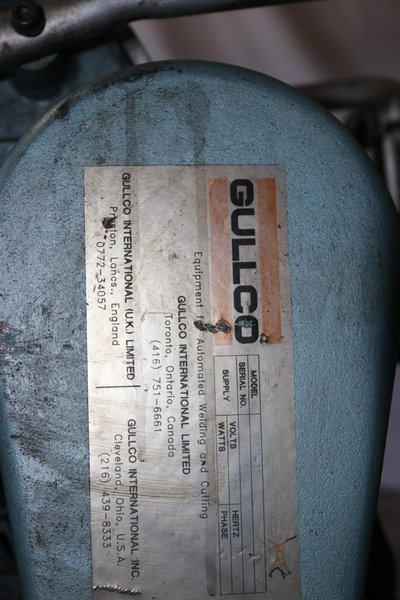 GULLCO
Equipment for Automated Welding and Cutting
MODEL
SERIAL NO. VOLTS HERTZ
SUPPLY WATTS PHASE
GULLCO INTERNATIONAL LIMITED
Toronto, Ontario, Canada
(416) 751-6661
GULLCO INTERNATIONAL (U.K.) LIMITED
Preston, Lancs., England
0772-34057
GULLCO INTERNATIONAL INC.
Cleveland, Ohio, U.S.A.
(216) 439-8333